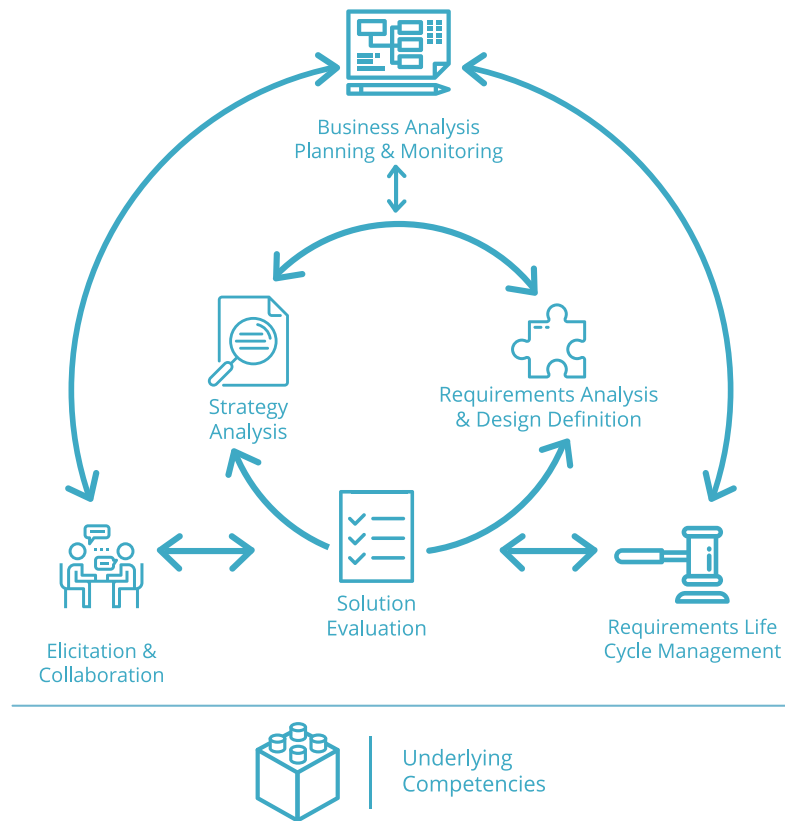 Business Analysis
Planning & Monitoring
Strategy
Analysis
Requirements Analysis
& Design Definition
Solution
Evaluation
Elicitation &
Collaboration
Requirements Life
Cycle Management
Underlying
Competencies